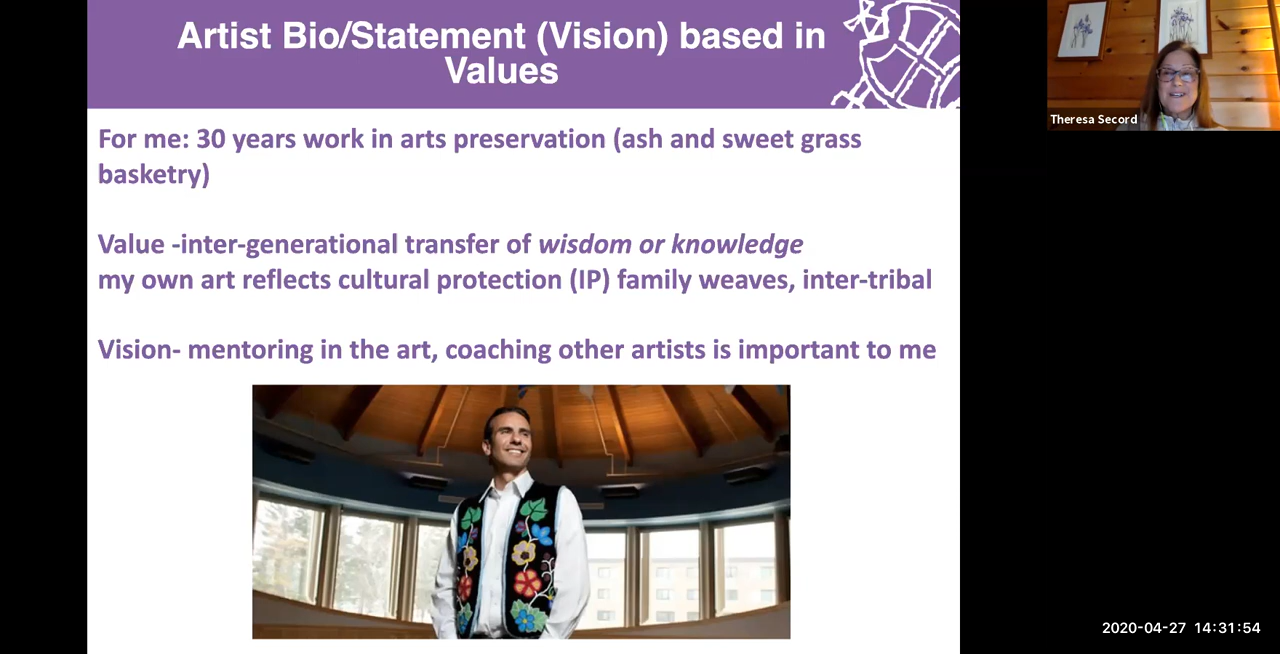 Artist Bio/Statement (Vision) based in
Values
For me: 30 years work in arts preservation (ash and sweet grass
basketry)
Value -inter-generational transfer of wisdom or knowledge
my own art reflects cultural protection (IP) family weaves, inter-tribal
Vision- mentoring in the art, coaching other artists is important to me
Theresa Secord
2020-04-27 14:31:54